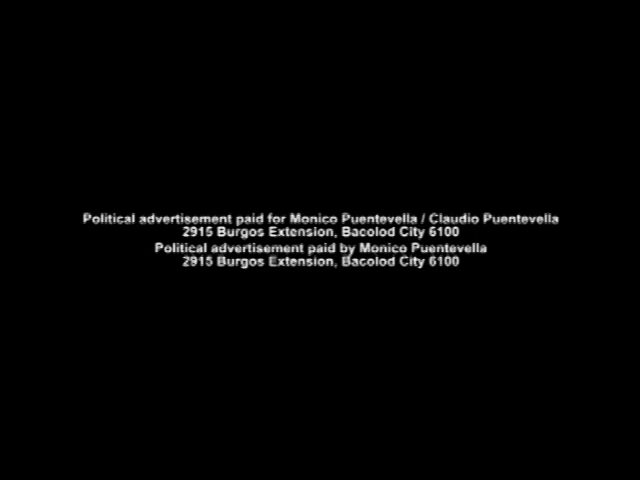 Political advertisement paid for Monico Puentevella / Claudio Puentevella
2915 Burgos Extension, Bacolod City 6100
Political advertisement paid by Monico Puentevella
2915 Burgos Extension, Bacolod City 6100